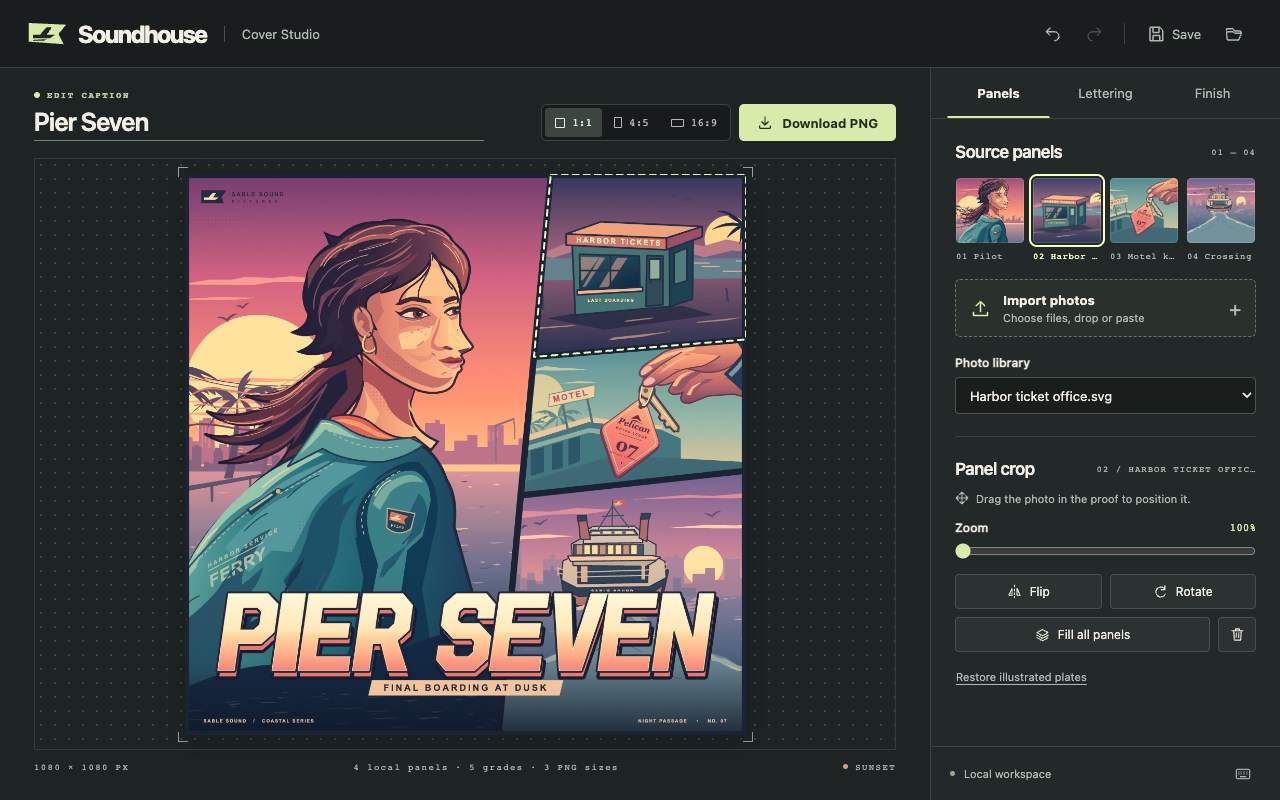 Soundhouse
Cover Studio
Save
EDIT CAPTION
Pier Seven
1:1
4:5
16:9
Download PNG
SABLE SOUND
PICTURES
HARBOR TICKETS
LAST BOARDING
MOTEL
Pelican
07
HARBOR SERVICE
FERRY
PILOT
PIER SEVEN
FINAL BOARDING AT DUSK
SABLE SOUND / COASTAL SERIES
NIGHT PASSAGE • NO. 07
1080 × 1080 PX
4 local panels · 5 grades · 3 PNG sizes
SUNSET
Panels
Lettering
Finish
Source panels
01 — 04
01 Pilot
02 Harbor …
03 Motel k…
04 Crossing
Import photos
Choose files, drop or paste
Photo library
Harbor ticket office.svg
Panel crop
02 / HARBOR TICKET OFFIC…
Drag the photo in the proof to position it.
Zoom
100%
Flip
Rotate
Fill all panels
Restore illustrated plates
Local workspace